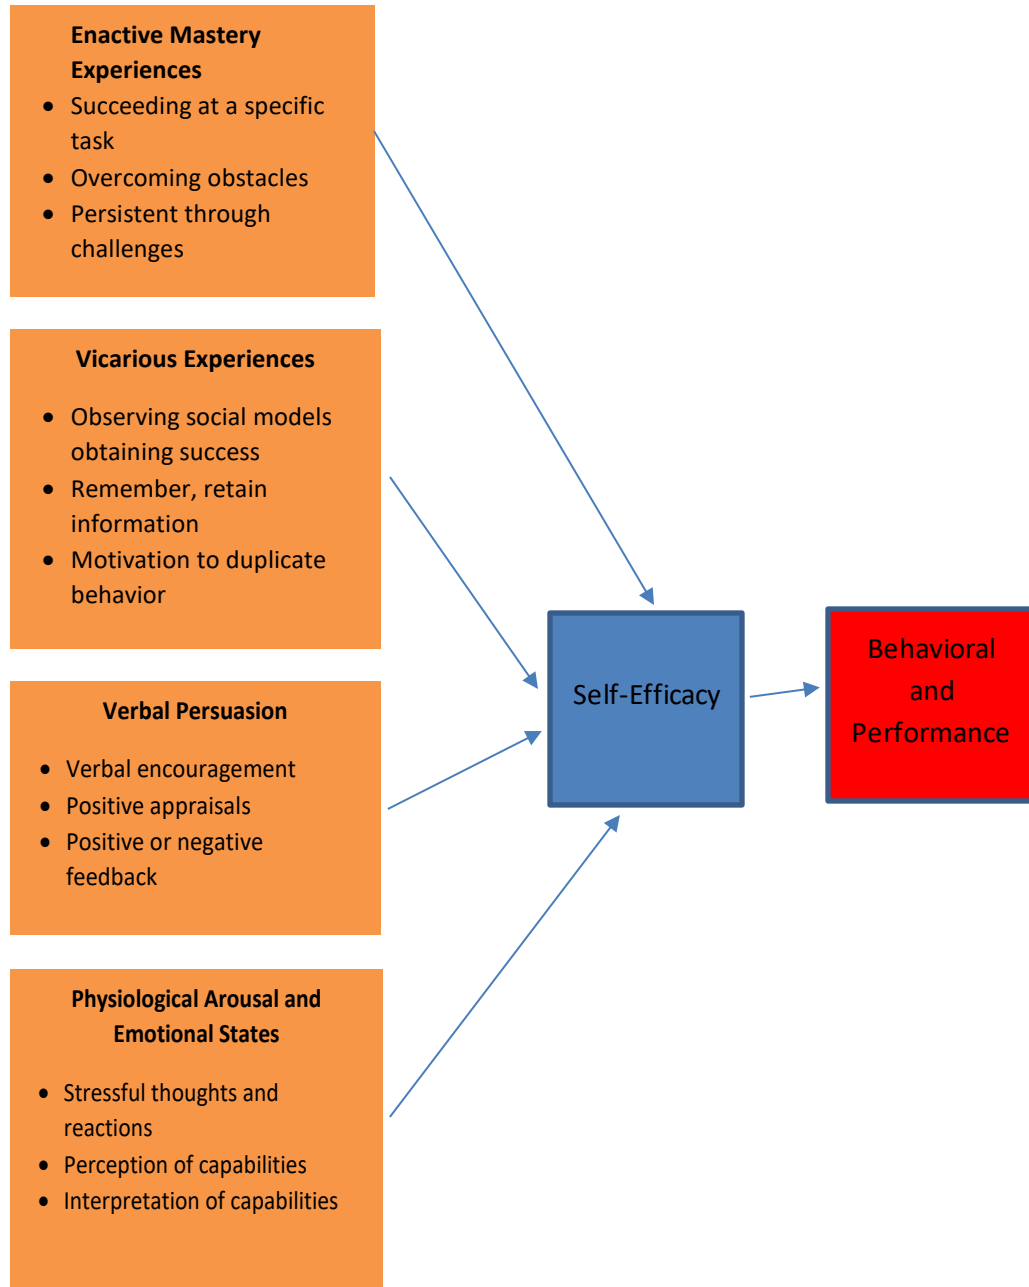 Enactive Mastery
Experiences
• Succeeding at a specific
task
• Overcoming obstacles
• Persistent through
challenges
Vicarious Experiences
• Observing social models
obtaining success
• Remember, retain
information
• Motivation to duplicate
behavior
Verbal Persuasion
• Verbal encouragement
• Positive appraisals
• Positive or negative
feedback
Physiological Arousal and
Emotional States
• Stressful thoughts and
reactions
• Perception of capabilities
• Interpretation of capabilities
Self-Efficacy
Behavioral
and
Performance